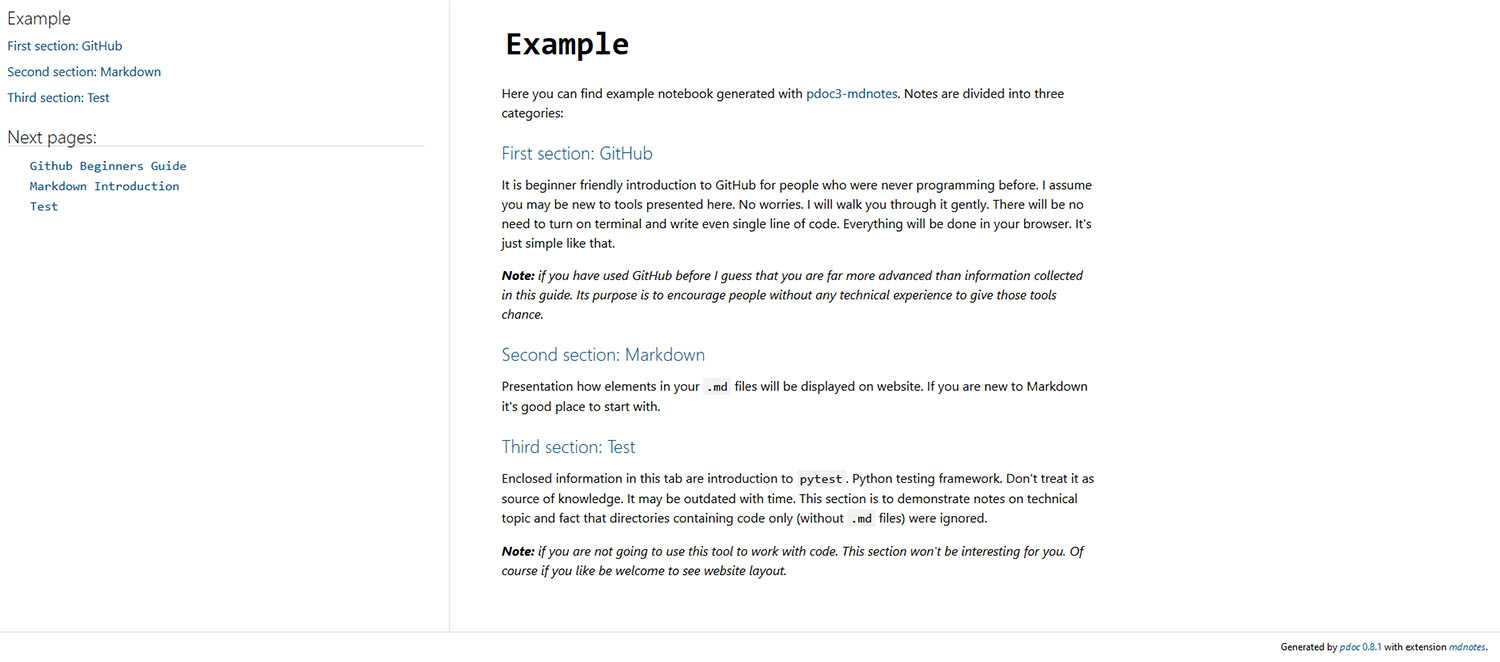 Example
First section: GitHub
Second section: Markdown
Third section: Test
Next pages:
Github Beginners Guide
Markdown Introduction
Test
Example
Here you can find example notebook generated with pdoc3-mdnotes. Notes are divided into three
categories:
First section: GitHub
It is beginner friendly introduction to GitHub for people who were never programming before. I assume
you may be new to tools presented here. No worries. I will walk you through it gently. There will be no
need to turn on terminal and write even single line of code. Everything will be done in your browser. It's
just simple like that.
Note: if you have used GitHub before I guess that you are far more advanced than information collected
in this guide. Its purpose is to encourage people without any technical experience to give those tools
chance.
Second section: Markdown
Presentation how elements in your .md files will be displayed on website. If you are new to Markdown
it's good place to start with.
Third section: Test
Enclosed information in this tab are introduction to pytest. Python testing framework. Don't treat it as
source of knowledge. It may be outdated with time. This section is to demonstrate notes on technical
topic and fact that directories containing code only (without .md files) were ignored.
Note: if you are not going to use this tool to work with code. This section won't be interesting for you. Of
course if you like be welcome to see website layout.
Generated by pdoc 0.8.1 with extension mdnotes.